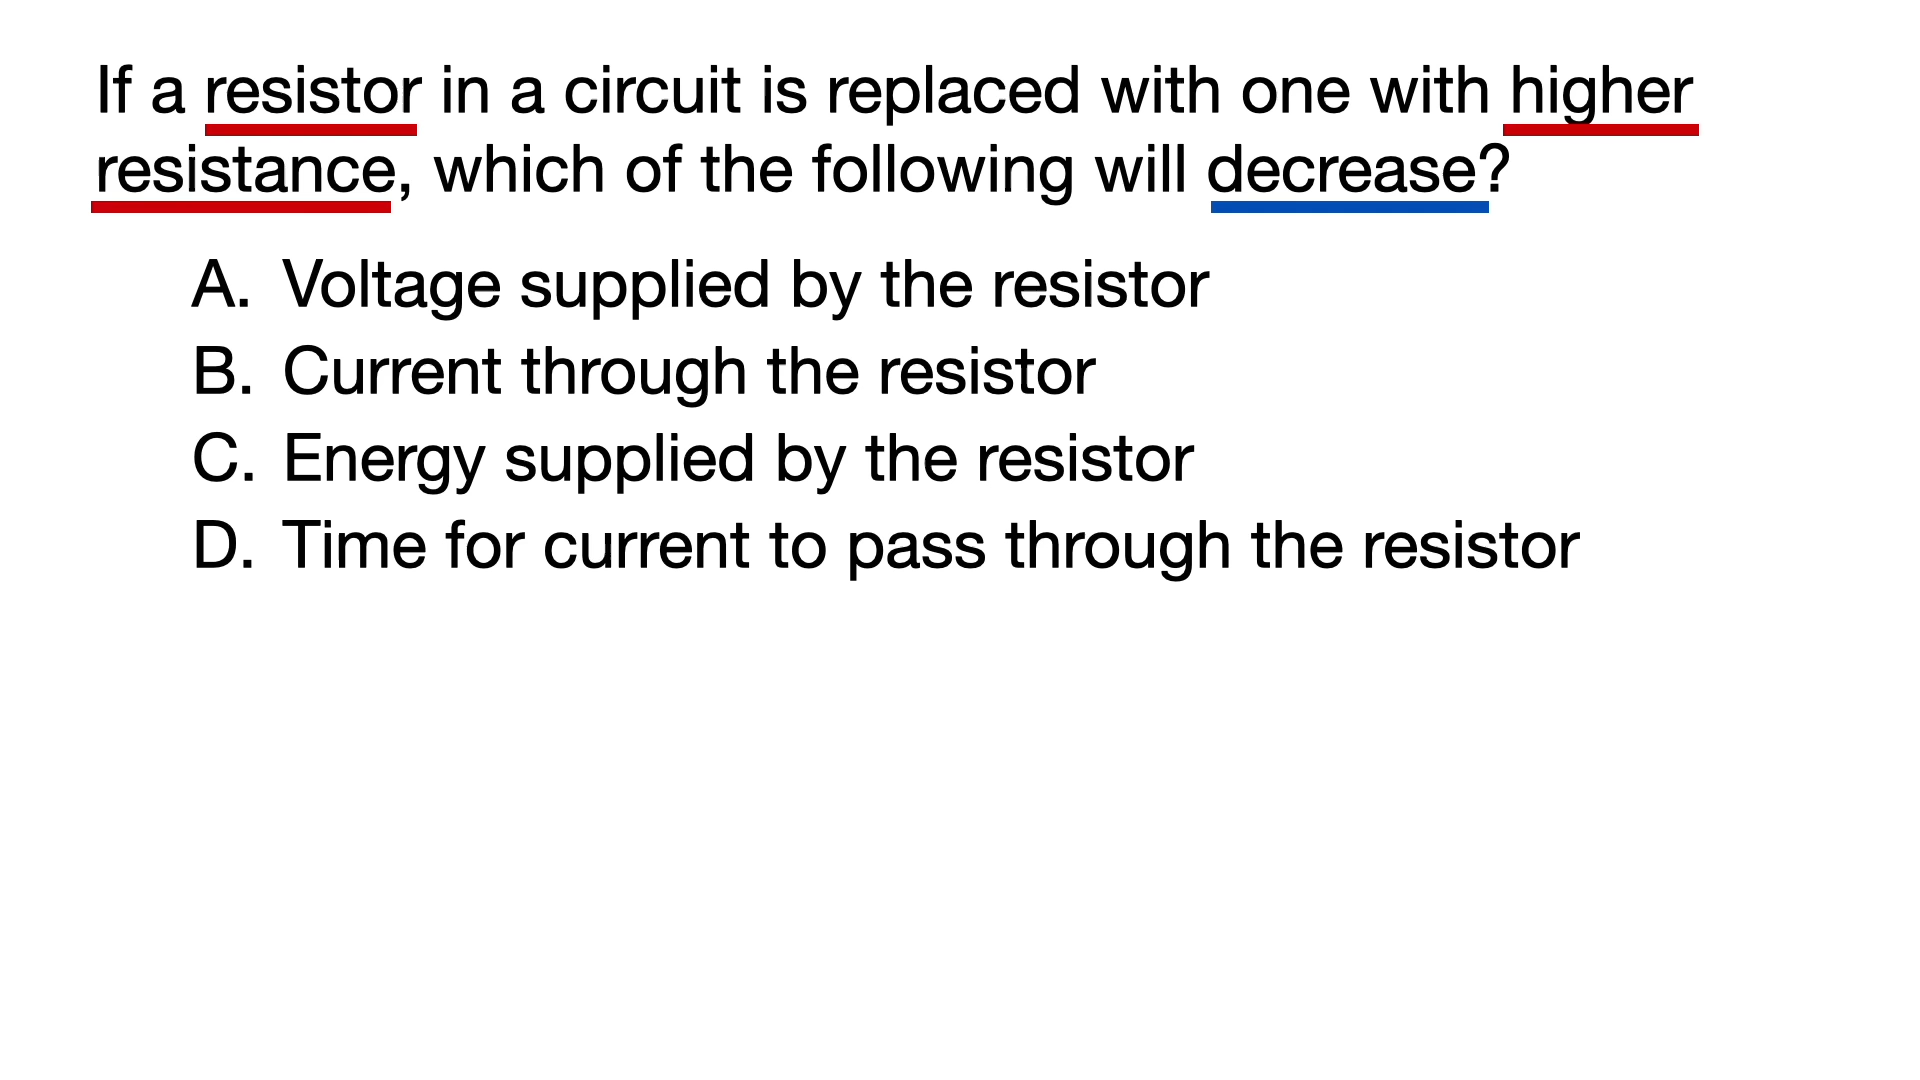 If a resistor in a circuit is replaced with one with higher
resistance, which of the following will decrease?
A. Voltage supplied by the resistor
B. Current through the resistor
C. Energy supplied by the resistor
D. Time for current to pass through the resistor